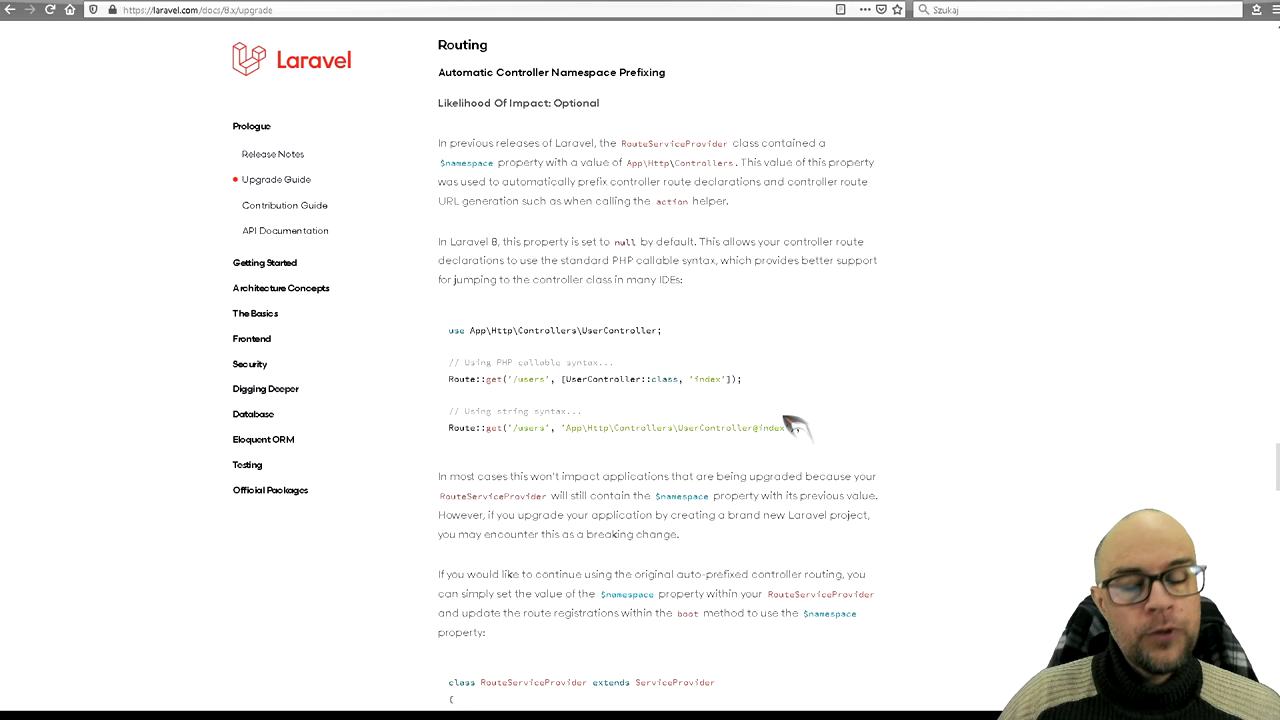 https://laravel.com/docs/8.x/upgrade
Szukaj
Laravel
Prologue
Release Notes
Upgrade Guide
Contribution Guide
API Documentation
Getting Started
Architecture Concepts
The Basics
Frontend
Security
Digging Deeper
Database
Eloquent ORM
Testing
Official Packages
Routing
Automatic Controller Namespace Prefixing
Likelihood Of Impact: Optional
In previous releases of Laravel, the RouteServiceProvider class contained a
$namespace property with a value of App\Http\Controllers. This value of this property
was used to automatically prefix controller route declarations and controller route
URL generation such as when calling the action helper.
In Laravel 8, this property is set to null by default. This allows your controller route
declarations to use the standard PHP callable syntax, which provides better support
for jumping to the controller class in many IDEs:
use App\Http\Controllers\UserController;
// Using PHP callable syntax...
Route::get('/users', [UserController::class, 'index']);
// Using string syntax...
Route::get('/users', 'App\Http\Controllers\UserController@index
In most cases this won't impact applications that are being upgraded because your
RouteServiceProvider will still contain the $namespace property with its previous value.
However, if you upgrade your application by creating a brand new Laravel project,
you may encounter this as a breaking change.
If you would like to continue using the original auto-prefixed controller routing, you
can simply set the value of the $namespace property within your RouteServiceProvider
and update the route registrations within the boot method to use the $namespace
property:
class RouteServiceProvider extends ServiceProvider
{